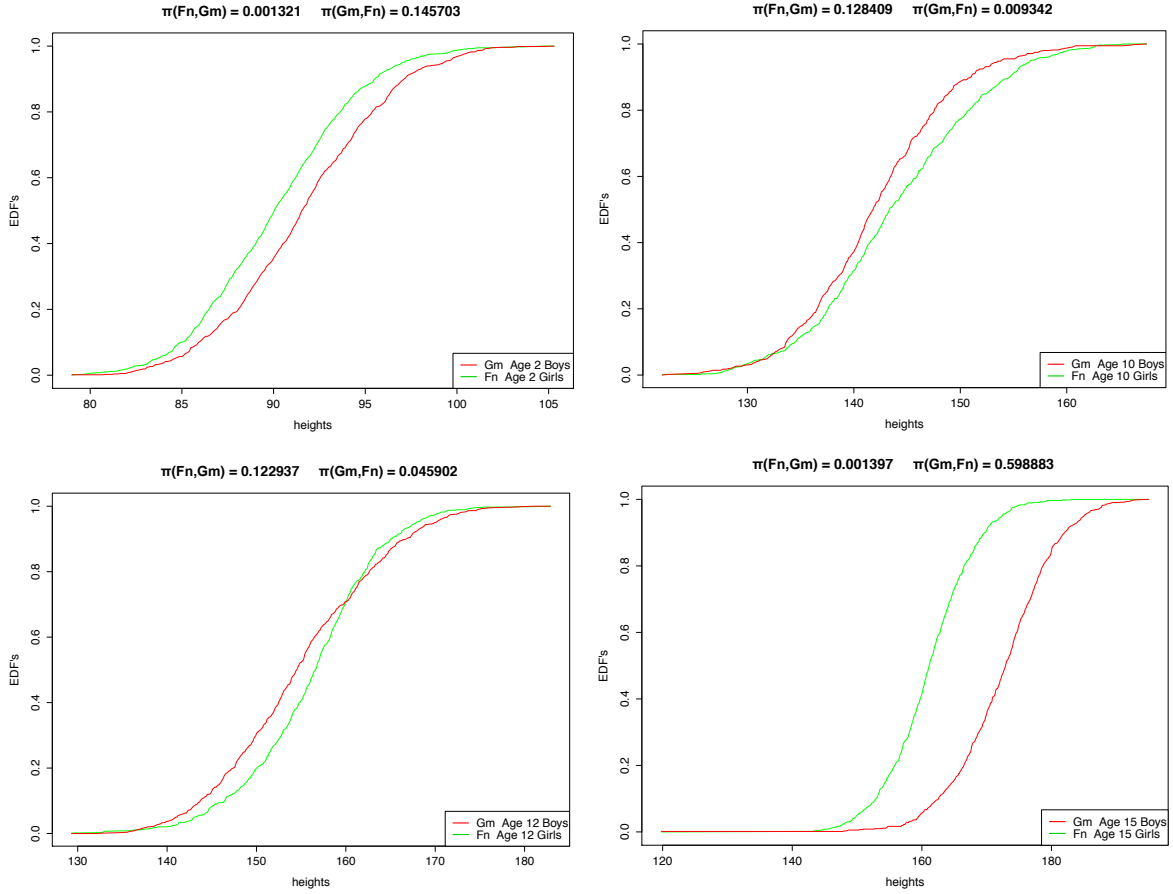 π(Fn,Gm) = 0.001321 π(Gm,Fn) = 0.145703
EDF's
1.0
0.8
0.6
0.4
0.2
0.0
Gm Age 2 Boys
Fn Age 2 Girls
80 85 90 95 100 105
heights
π(Fn,Gm) = 0.128409 π(Gm,Fn) = 0.009342
EDF's
1.0
0.8
0.6
0.4
0.2
0.0
Gm Age 10 Boys
Fn Age 10 Girls
130 140 150 160
heights
π(Fn,Gm) = 0.122937 π(Gm,Fn) = 0.045902
EDF's
1.0
0.8
0.6
0.4
0.2
0.0
Gm Age 12 Boys
Fn Age 12 Girls
130 140 150 160 170 180
heights
π(Fn,Gm) = 0.001397 π(Gm,Fn) = 0.598883
EDF's
1.0
0.8
0.6
0.4
0.2
0.0
Gm Age 15 Boys
Fn Age 15 Girls
120 140 160 180
heights